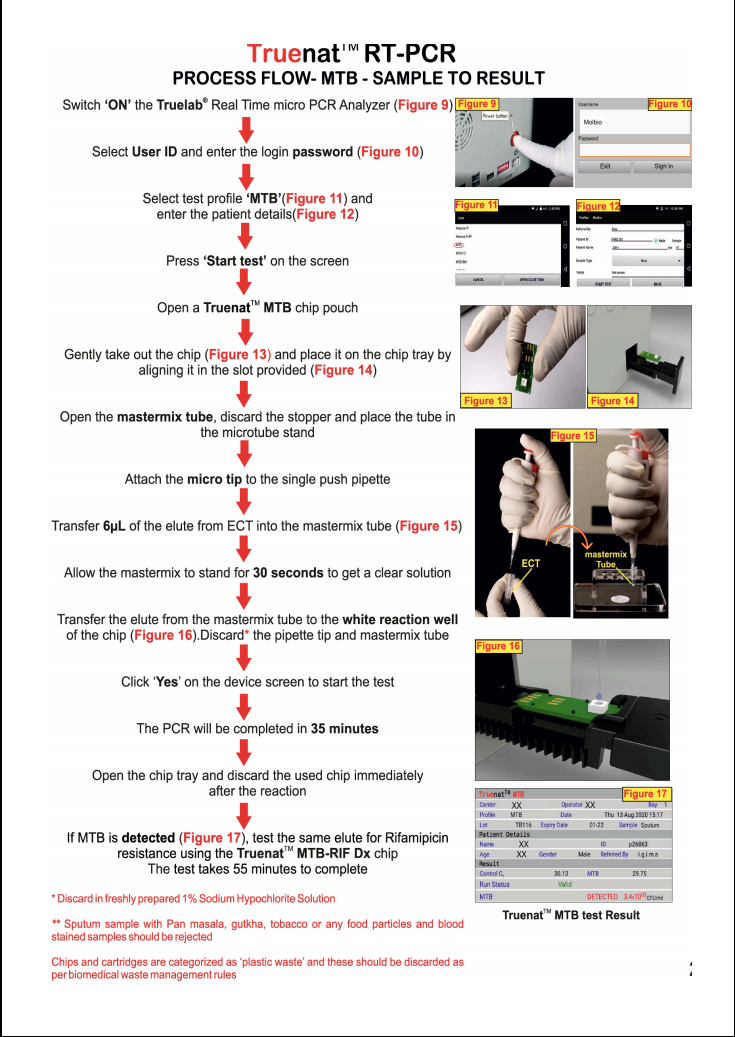 Truenat™ RT-PCR
PROCESS FLOW- MTB - SAMPLE TO RESULT
Switch ‘ON’ the Truelab® Real Time micro PCR Analyzer (Figure 9)
Select User ID and enter the login password (Figure 10)
Select test profile ‘MTB’(Figure 11) and
enter the patient details(Figure 12)
Press ‘Start test’ on the screen
Open a Truenat™ MTB chip pouch
Gently take out the chip (Figure 13) and place it on the chip tray by
aligning it in the slot provided (Figure 14)
Open the mastermix tube, discard the stopper and place the tube in
the microtube stand
Attach the micro tip to the single push pipette
Transfer 6µL of the elute from ECT into the mastermix tube (Figure 15)
Allow the mastermix to stand for 30 seconds to get a clear solution
Transfer the elute from the mastermix tube to the white reaction well
of the chip (Figure 16).Discard* the pipette tip and mastermix tube
Click ‘Yes’ on the device screen to start the test
The PCR will be completed in 35 minutes
Open the chip tray and discard the used chip immediately
after the reaction
If MTB is detected (Figure 17), test the same elute for Rifamipicin
resistance using the Truenat™ MTB-RIF Dx chip
The test takes 55 minutes to complete
* Discard in freshly prepared 1% Sodium Hypochlorite Solution
** Sputum sample with Pan masala, gutkha, tobacco or any food particles and blood
stained samples should be rejected
Chips and cartridges are categorized as ‘plastic waste’ and these should be discarded as
per biomedical waste management rules
Figure 9
Power button
Figure 10
Username
Molbio
Password
Exit Sign In
Figure 11
MTB
CANCEL
Figure 12
Patient ID
Male Female
Patient Name
Sample Type
START TEST BACK
Figure 13
Figure 14
Figure 15
ECT
mastermix
Tube
Figure 16
Figure 17
Truenat™ MTB
Center XX Operator XX Bay 1
Profile MTB Date Thu 13 Aug 2020 15:17
Lot TB116 Expiry Date 01-22 Sample Sputum
Patient Details
Name XX ID p26863
Age XX Gender Male Referred By I.g.i.m.s
Result
Control Ct 30.13 MTB 29.75
Run Status Valid
MTB DETECTED CFU/ml
Truenat™ MTB test Result